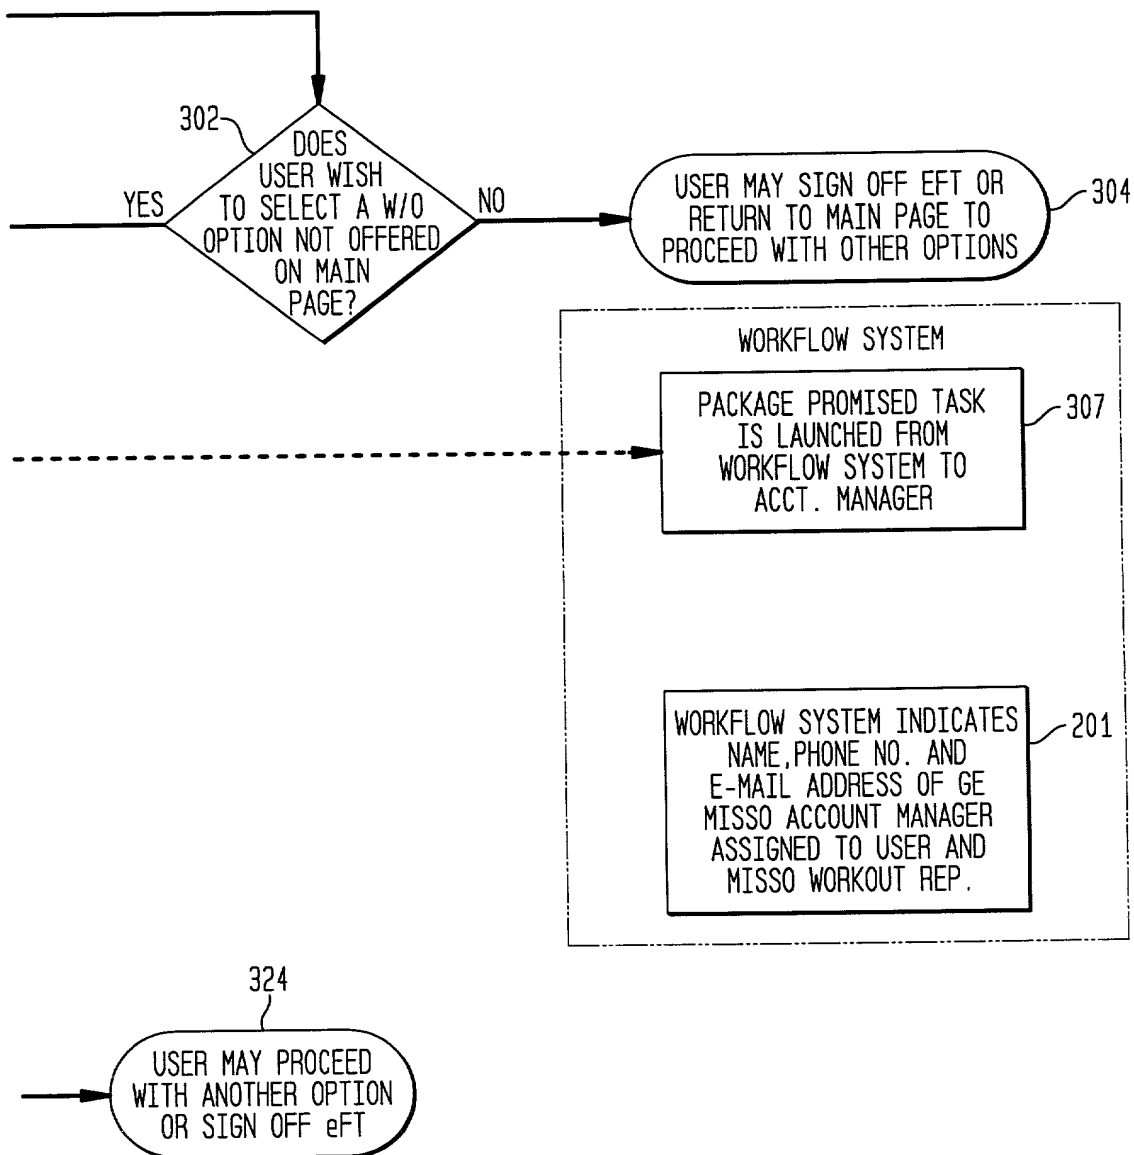 302
DOES
USER WISH
TO SELECT A W/O
OPTION NOT OFFERED
ON MAIN
PAGE?
YES
NO
USER MAY SIGN OFF EFT OR
RETURN TO MAIN PAGE TO
PROCEED WITH OTHER OPTIONS
304
WORKFLOW SYSTEM
PACKAGE PROMISED TASK
IS LAUNCHED FROM
WORKFLOW SYSTEM TO
ACCT. MANAGER
307
WORKFLOW SYSTEM INDICATES
NAME,PHONE NO. AND
E-MAIL ADDRESS OF GE
MISSO ACCOUNT MANAGER
ASSIGNED TO USER AND
MISSO WORKOUT REP.
201
324
USER MAY PROCEED
WITH ANOTHER OPTION
OR SIGN OFF eFT